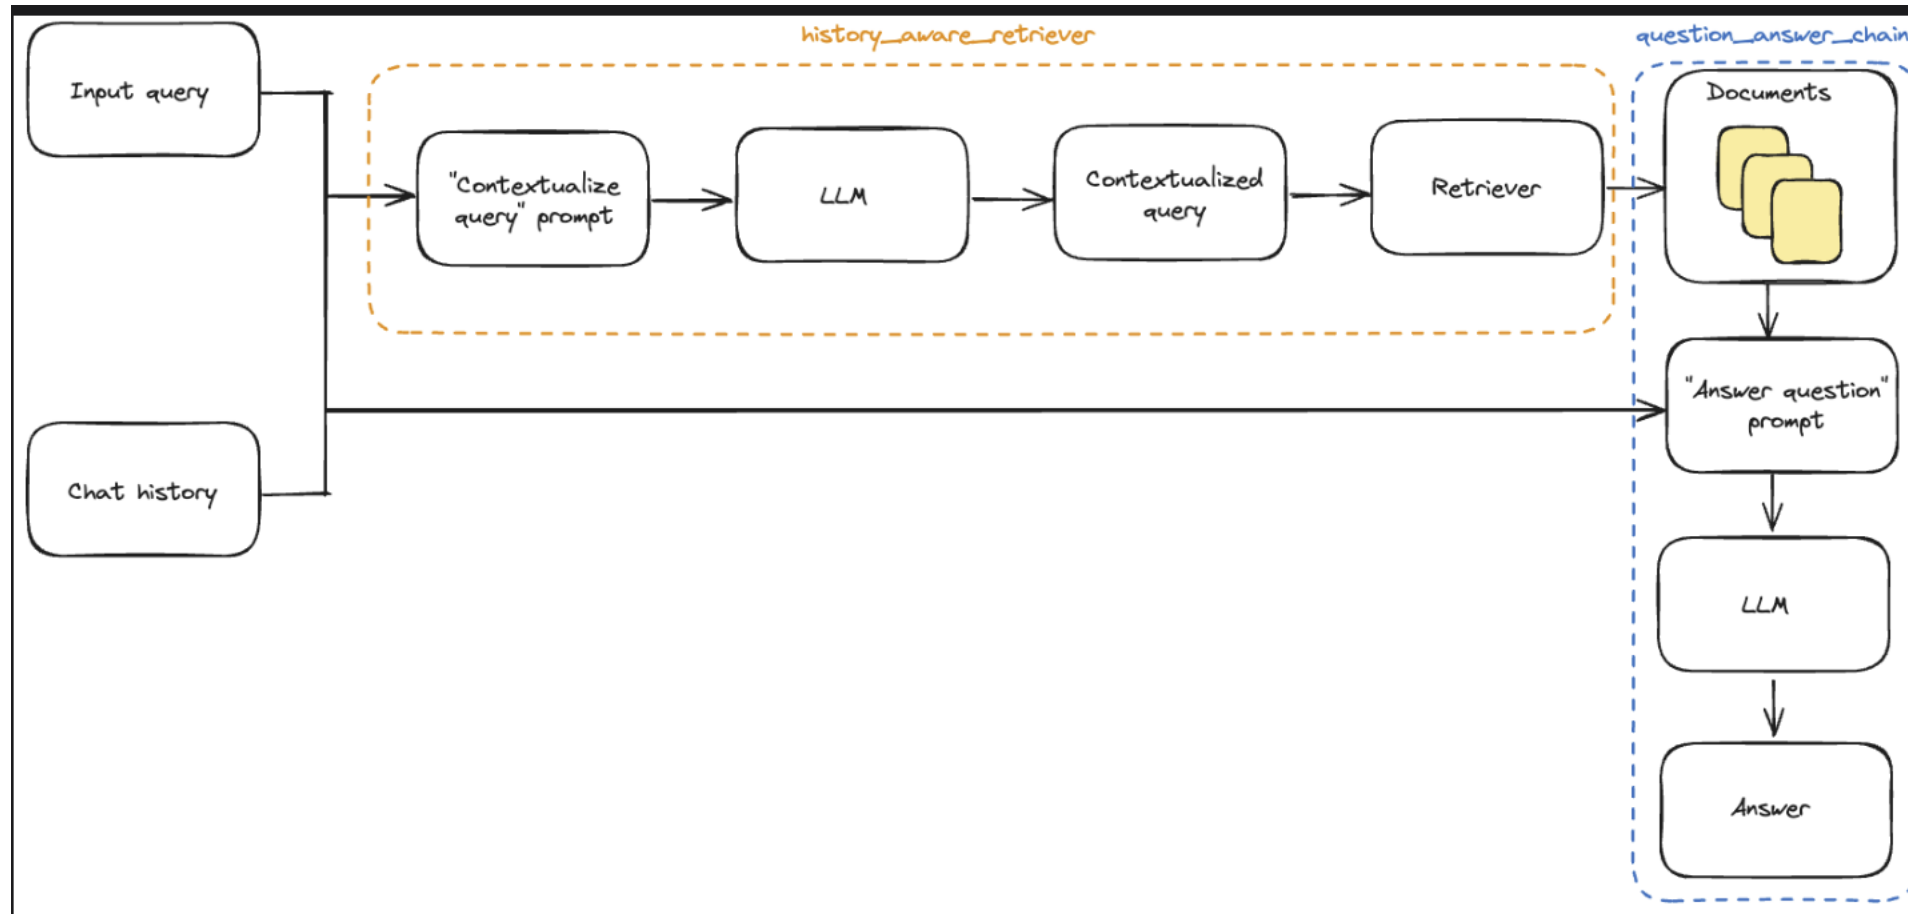 history_aware_retriever
question_answer_chain
Input query
Documents
"Contextualize
query" prompt
LLM
Contextualized
query
Retriever
"Answer question"
prompt
Chat history
LLM
Answer